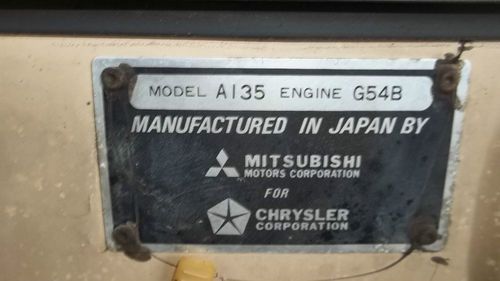 MODEL A135 ENGINE G54B
MANUFACTURED IN JAPAN BY
MITSUBISHI
MOTORS CORPORATION
FOR
CHRYSLER
CORPORATION